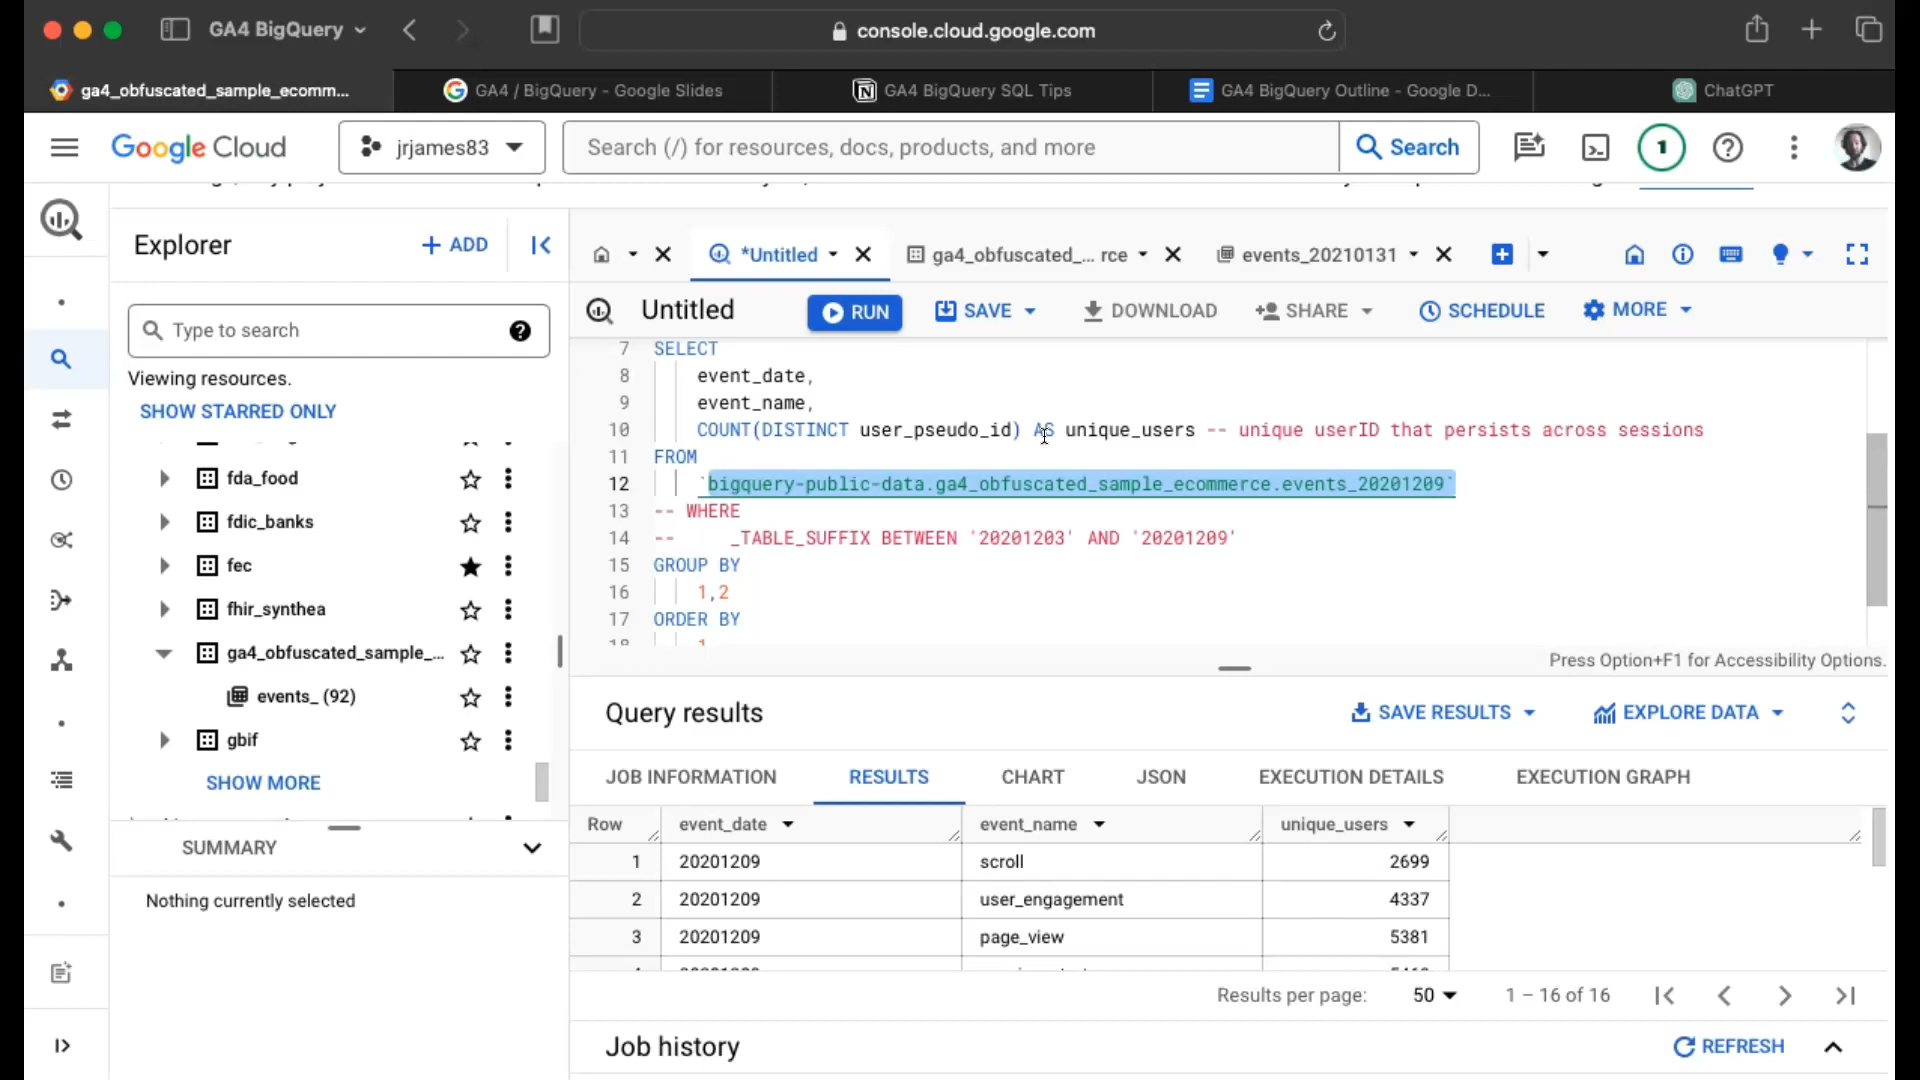 GA4 BigQuery
console.cloud.google.com
ga4_obfuscated_sample_ecomm...
GA4 / BigQuery - Google Slides
GA4 BigQuery SQL Tips
GA4 BigQuery Outline - Google D...
ChatGPT
Google Cloud
jrjames83
Search (/) for resources, docs, products, and more
Search
1
Explorer
+ ADD
*Untitled
ga4_obfuscated_... rce
events_20210131
Untitled
RUN
SAVE
DOWNLOAD
SHARE
SCHEDULE
MORE
Type to search
Viewing resources.
SHOW STARRED ONLY
fda_food
fdic_banks
fec
fhir_synthea
ga4_obfuscated_sample_...
events_ (92)
gbif
SHOW MORE
SUMMARY
Nothing currently selected
7 SELECT
8 event_date,
9 event_name,
10 COUNT(DISTINCT user_pseudo_id) AS unique_users -- unique userID that persists across sessions
11 FROM
12 `bigquery-public-data.ga4_obfuscated_sample_ecommerce.events_20201209`
13 -- WHERE
14 -- _TABLE_SUFFIX BETWEEN '20201203' AND '20201209'
15 GROUP BY
16 1,2
17 ORDER BY
Press Option+F1 for Accessibility Options.
Query results
SAVE RESULTS
EXPLORE DATA
JOB INFORMATION
RESULTS
CHART
JSON
EXECUTION DETAILS
EXECUTION GRAPH
Row event_date event_name unique_users
1 20201209 scroll 2699
2 20201209 user_engagement 4337
3 20201209 page_view 5381
Results per page: 50 1 – 16 of 16
Job history
REFRESH